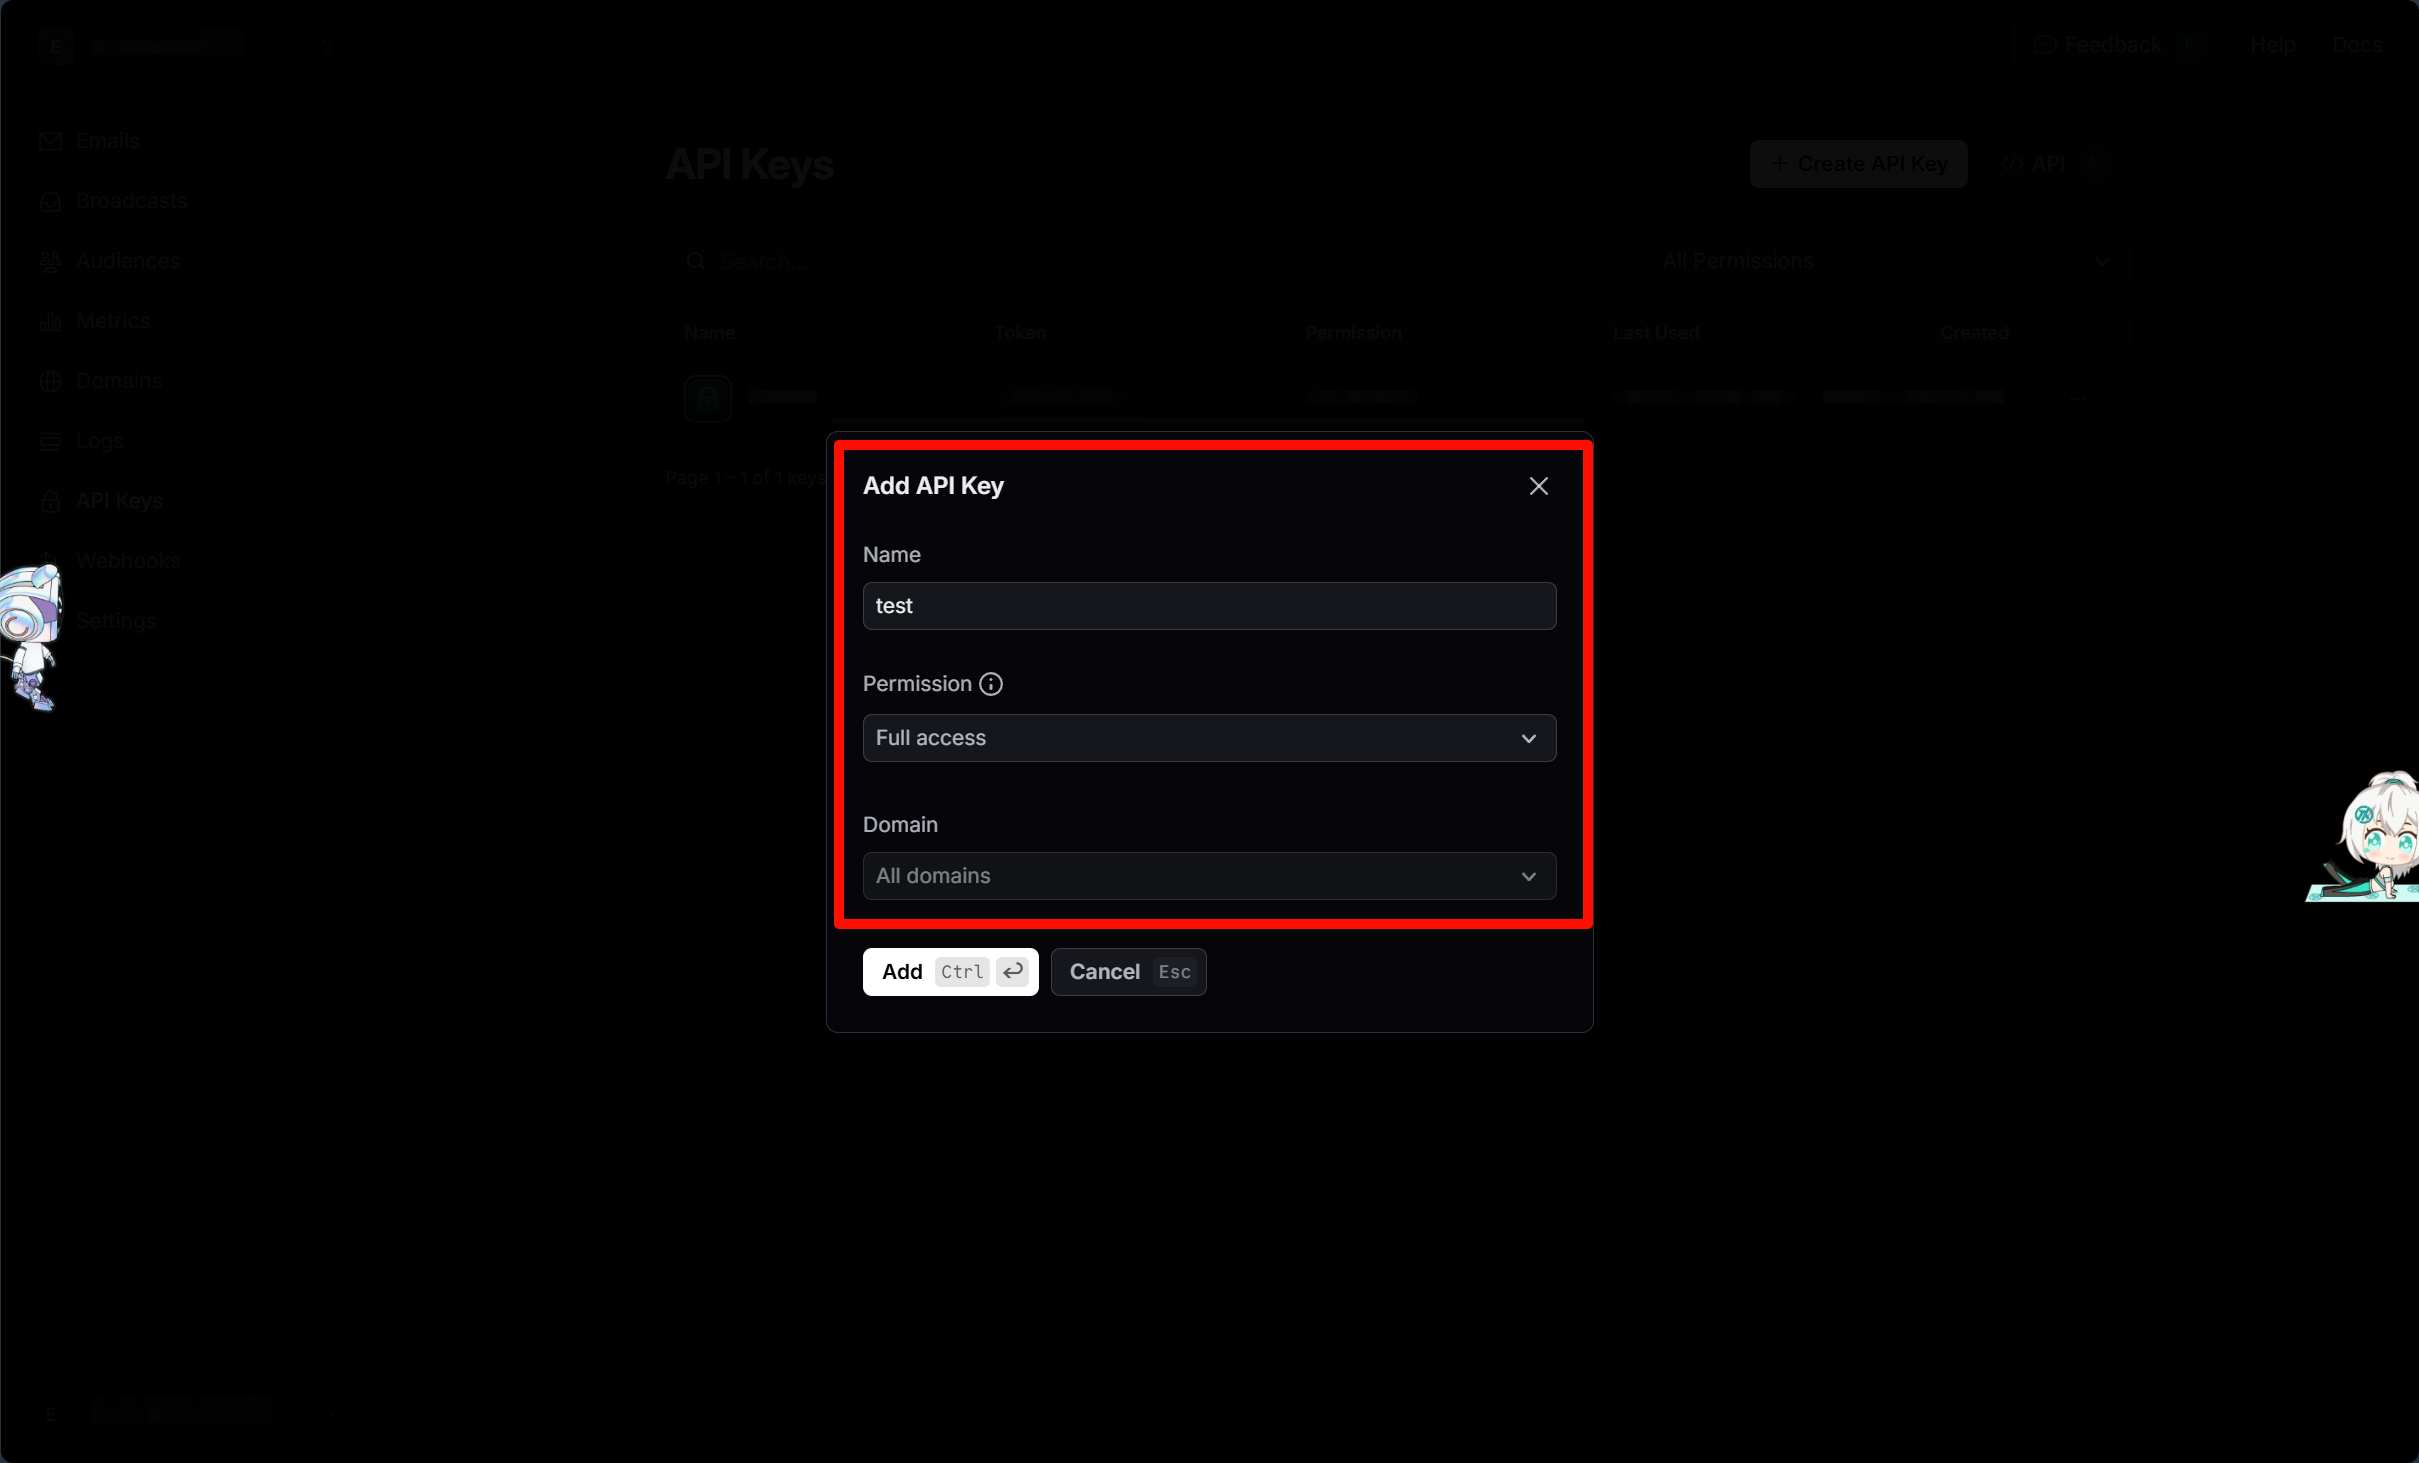 E
Feedback F Help Docs
Emails
Broadcasts
Audiences
Metrics
Domains
Logs
API Keys
Webhooks
Settings
API Keys
+ Create API Key
</> API A
Search...
All Permissions
Name Token Permission Last Used Created
Page 1 – 1 of 1 keys
Add API Key
Name
test
Permission
Full access
Domain
All domains
Add Ctrl ↵
Cancel Esc
E